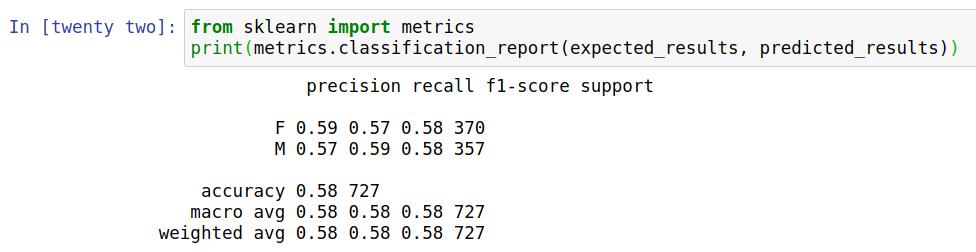 In [twenty two]: from sklearn import metrics
print(metrics.classification_report(expected_results, predicted_results))
precision recall f1-score support
F 0.59 0.57 0.58 370
M 0.57 0.59 0.58 357
accuracy 0.58 727
macro avg 0.58 0.58 0.58 727
weighted avg 0.58 0.58 0.58 727